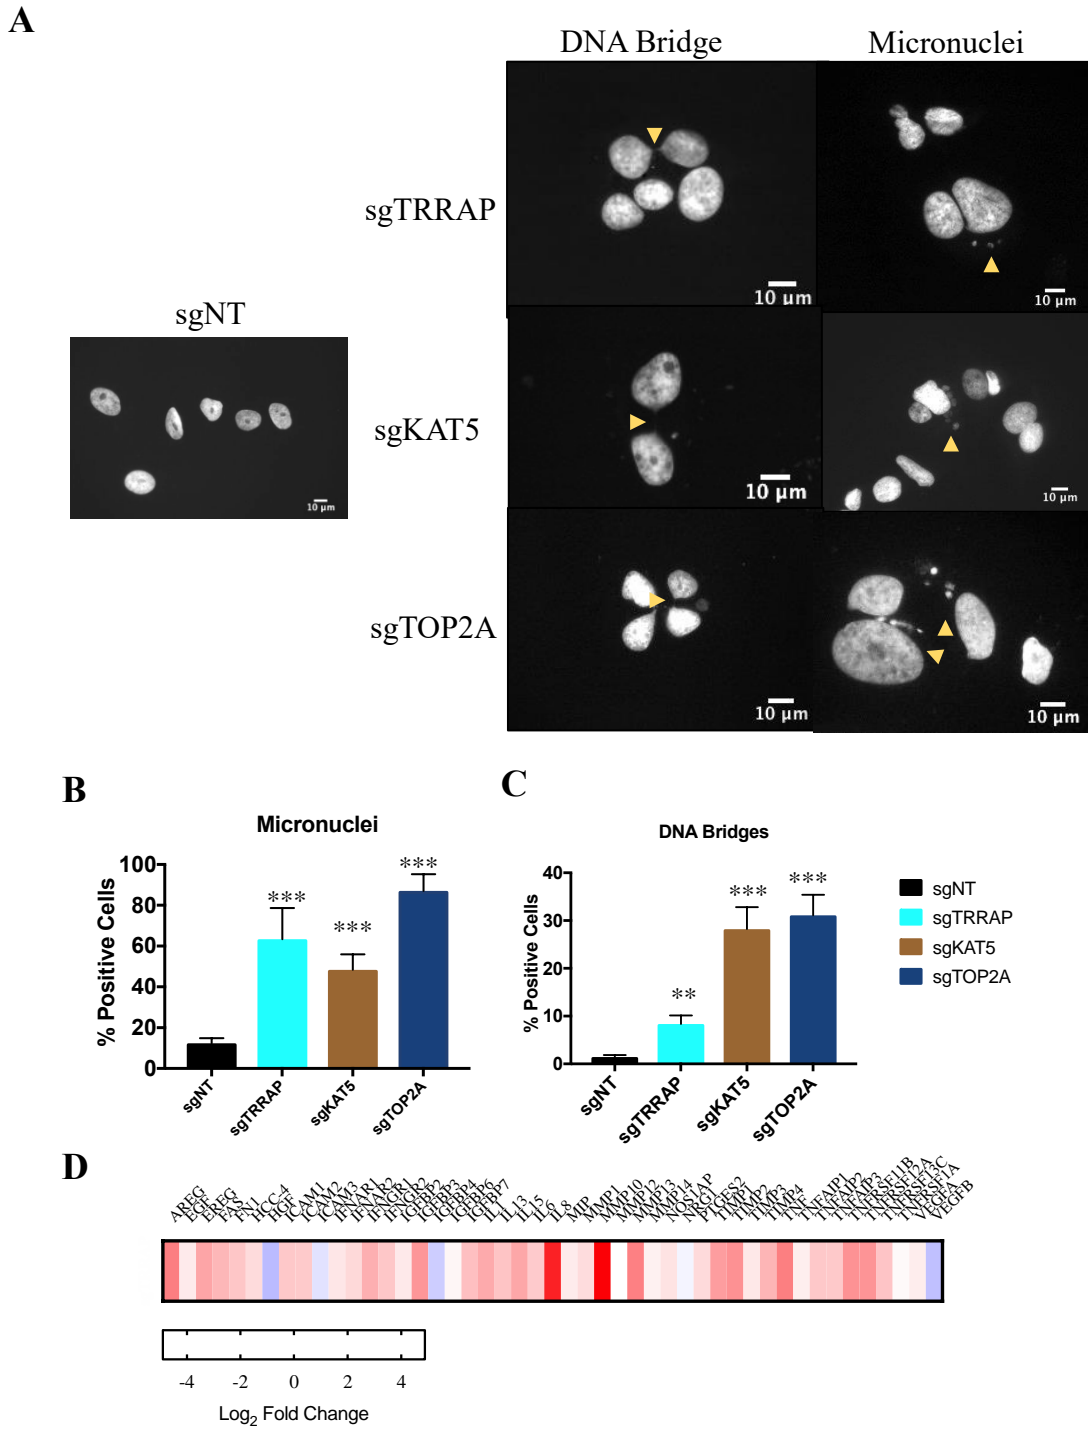 A
DNA Bridge
Micronuclei
sgTRRAP
10 µm
10 µm
sgNT
10 µm
sgKAT5
10 µm
10 µm
sgTOP2A
10 µm
10 µm
B
Micronuclei
% Positive Cells
100
80
60
40
20
0
***
***
***
sgNT
sgTRRAP
sgKAT5
sgTOP2A
C
DNA Bridges
% Positive Cells
40
30
20
10
0
**
***
***
sgNT
sgTRRAP
sgKAT5
sgTOP2A
sgNT
sgTRRAP
sgKAT5
sgTOP2A
D
AREG
EGF
EREG
FAS
FN1
HCC-4
HGF
ICAM1
ICAM2
ICAM3
IFNAR1
IFNAR2
IFNGR1
IFNGR2
IGFBP2
IGFBP3
IGFBP4
IGFBP6
IGFBP7
IL1
IL13
IL15
IL6
IL8
MIP
MMP1
MMP10
MMP12
MMP13
MMP14
NOS1AP
NRG1
PTGES2
TIMP1
TIMP2
TIMP3
TIMP4
TNF
TNFAIP1
TNFAIP2
TNFAIP3
TNFRSF11B
TNFRSF12A
TNFRSF13C
TNFRSF1A
VEGFA
VEGFB
-4 -2 0 2 4
Log2 Fold Change